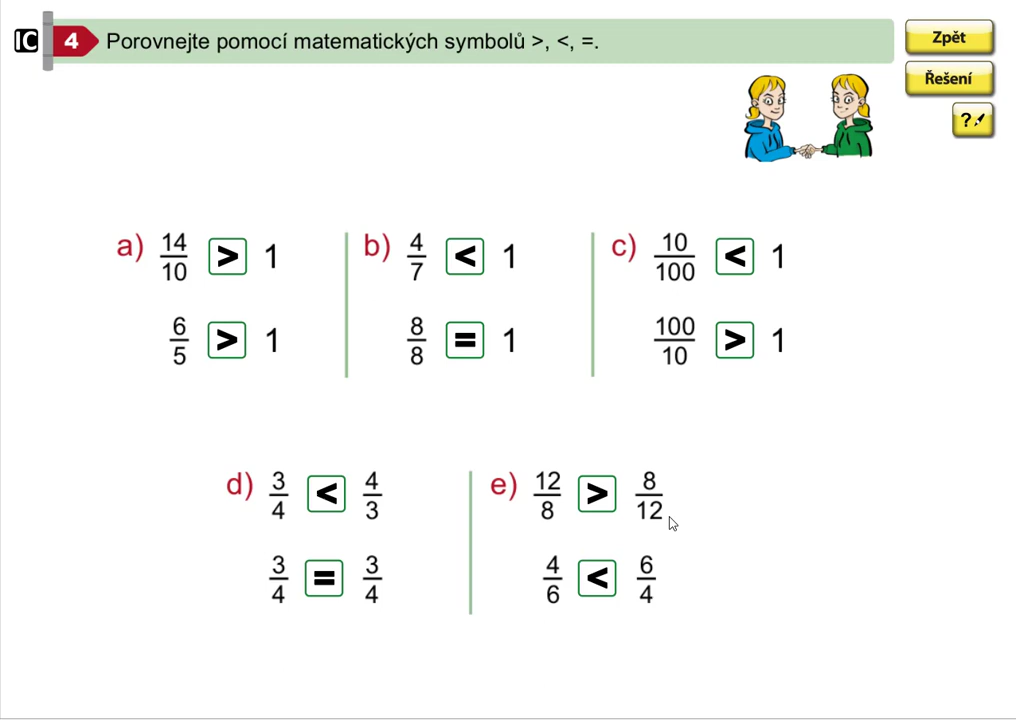 IC 4 Porovnejte pomocí matematických symbolů >, <, =.
Zpět
Řešení
?
a) 14/10 > 1
6/5 > 1
b) 4/7 < 1
8/8 = 1
c) 10/100 < 1
100/10 > 1
d) 3/4 < 4/3
3/4 = 3/4
e) 12/8 > 8/12
4/6 < 6/4